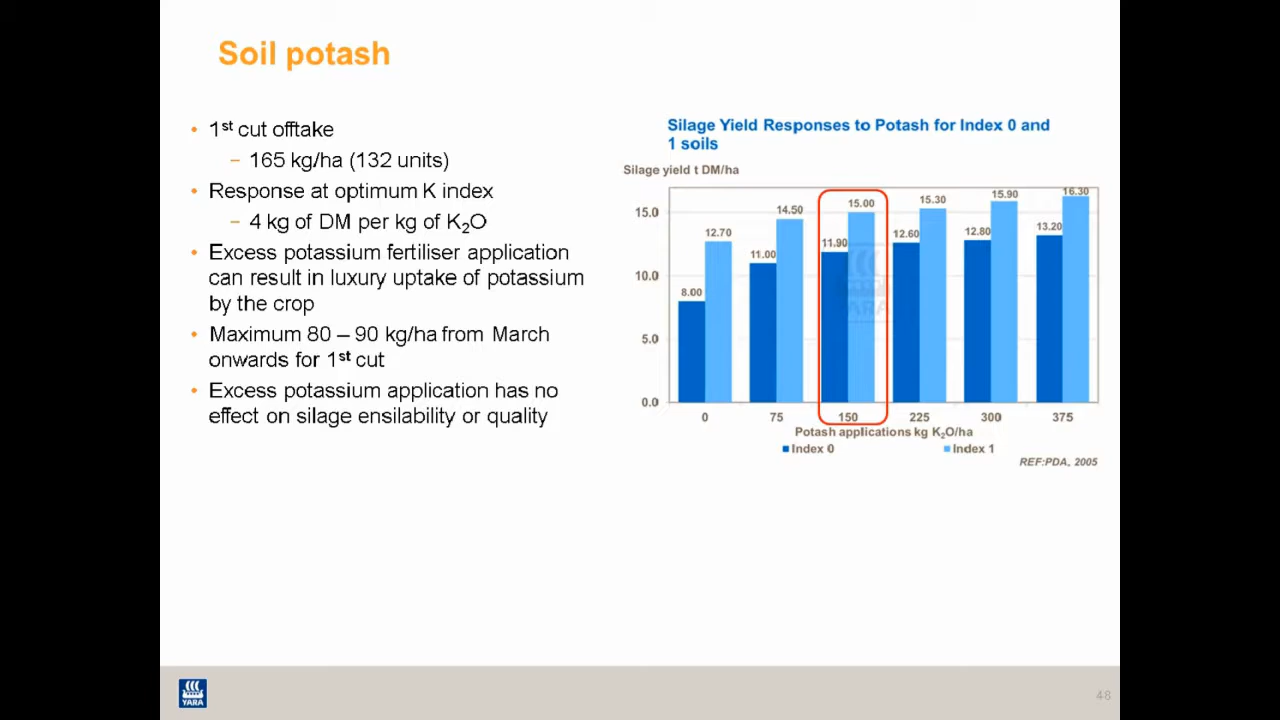 Soil potash
• 1st cut offtake
– 165 kg/ha (132 units)
• Response at optimum K index
– 4 kg of DM per kg of K2O
• Excess potassium fertiliser application
can result in luxury uptake of potassium
by the crop
• Maximum 80 – 90 kg/ha from March
onwards for 1st cut
• Excess potassium application has no
effect on silage ensilability or quality
Silage Yield Responses to Potash for Index 0 and
1 soils
Silage yield t DM/ha
15.0
10.0
5.0
0.0
8.00
12.70
11.00
14.50
11.90
15.00
12.60
15.30
12.80
15.90
13.20
16.30
YARA
0 75 150 225 300 375
Potash applications kg K2O/ha
Index 0 Index 1
REF:PDA, 2005
YARA
48